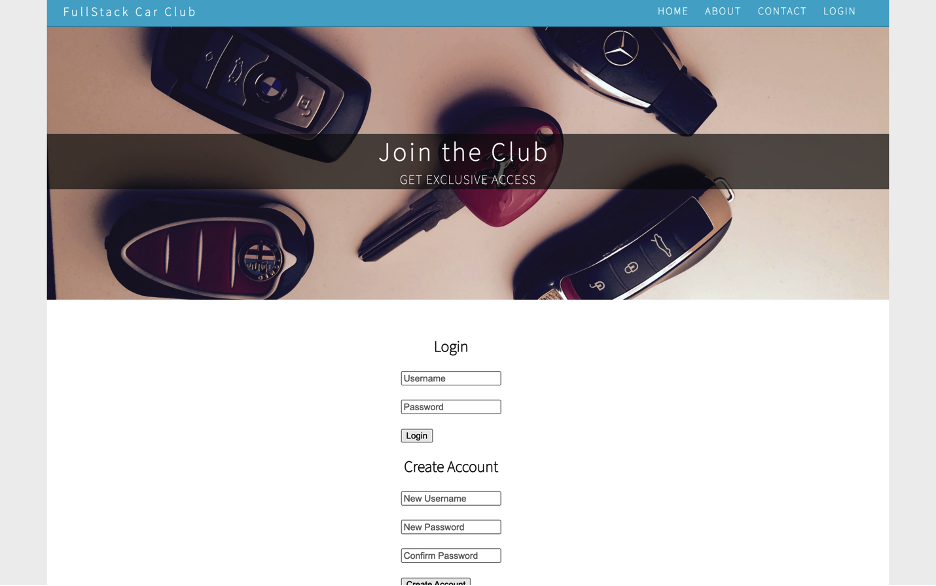 FullStack Car Club
HOME ABOUT CONTACT LOGIN
Join the Club
GET EXCLUSIVE ACCESS
Login
Username
Password
Login
Create Account
New Username
New Password
Confirm Password
Create Account